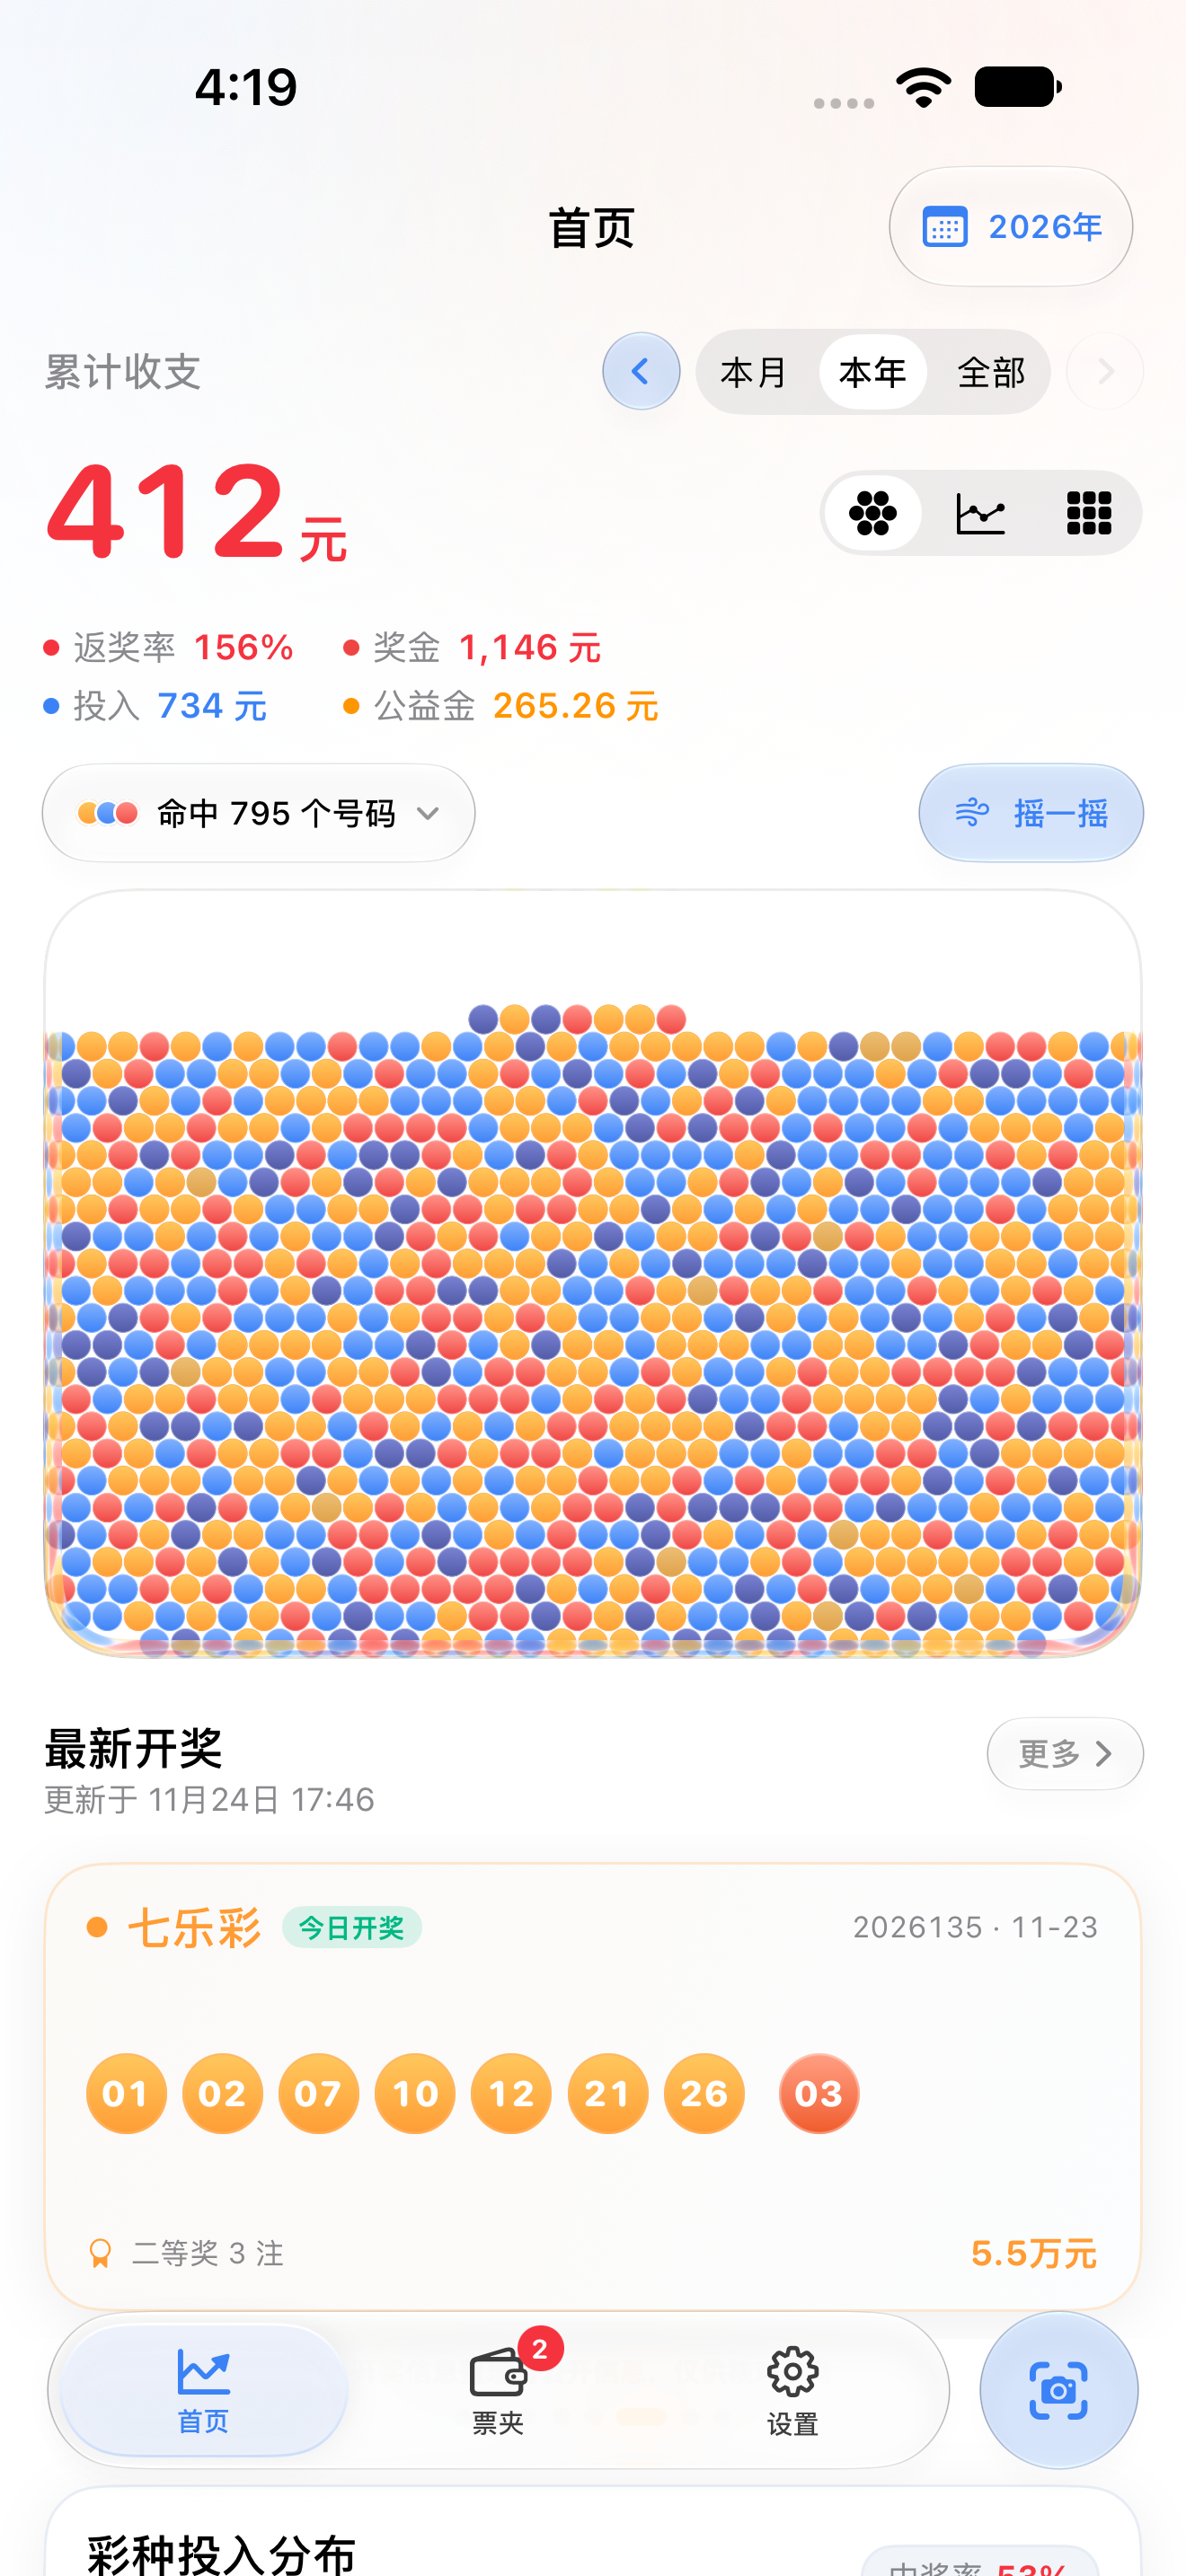 4:19
首页
2026年
累计收支
本月 本年 全部
412元
返奖率 156% 奖金 1,146 元
投入 734 元 公益金 265.26 元
命中 795 个号码
摇一摇
最新开奖
更多
更新于 11月24日 17:46
七乐彩 今日开奖 2026135 · 11-23
01 02 07 10 12 21 26 03
二等奖 3 注 5.5万元
2
首页 票夹 设置
彩种投入分布
中奖率 53%